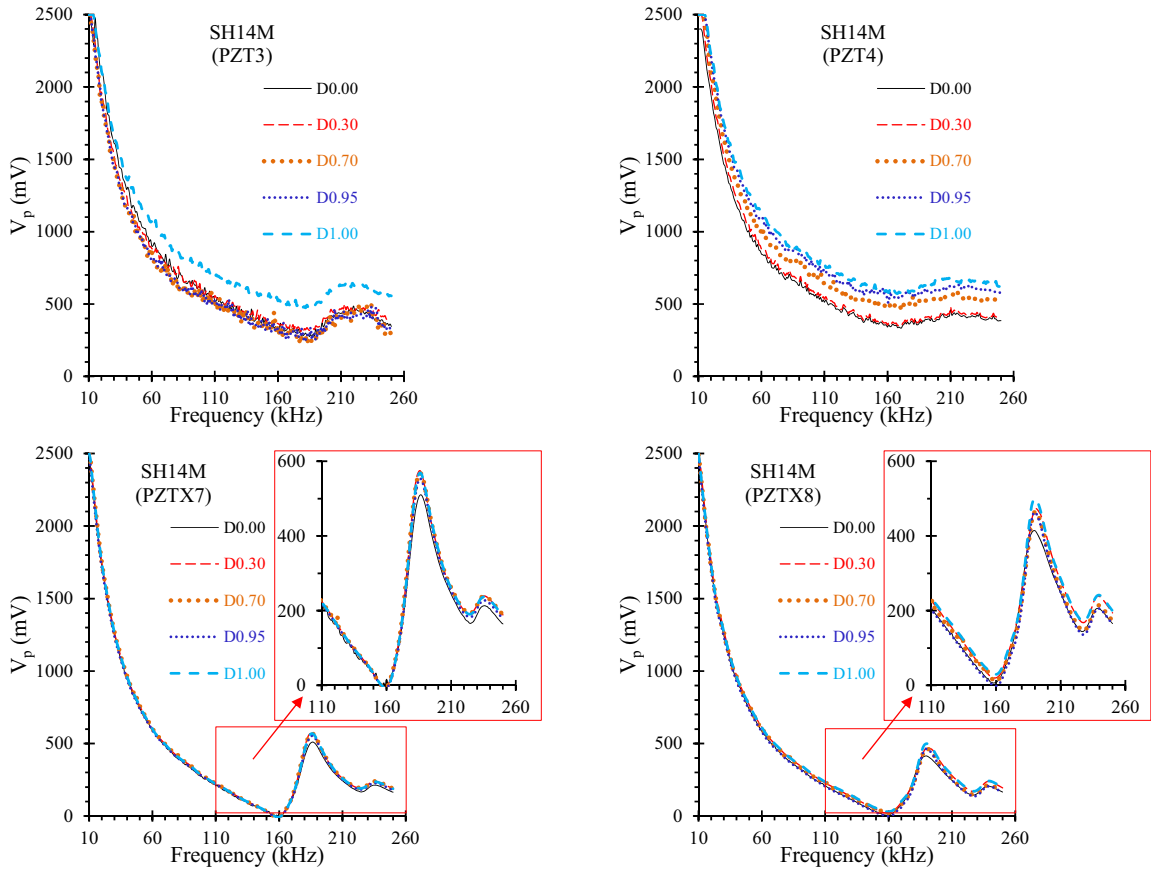 SH14M
(PZT3)
2500
2000
1500
1000
500
0
V_p (mV)
D0.00
D0.30
D0.70
D0.95
D1.00
10 60 110 160 210 260
Frequency (kHz)
SH14M
(PZT4)
2500
2000
1500
1000
500
0
V_p (mV)
D0.00
D0.30
D0.70
D0.95
D1.00
10 60 110 160 210 260
Frequency (kHz)
SH14M
(PZTX7)
2500
2000
1500
1000
500
0
V_p (mV)
D0.00
D0.30
D0.70
D0.95
D1.00
600
400
200
0
110 160 210 260
10 60 110 160 210 260
Frequency (kHz)
SH14M
(PZTX8)
2500
2000
1500
1000
500
0
V_p (mV)
D0.00
D0.30
D0.70
D0.95
D1.00
600
400
200
0
110 160 210 260
10 60 110 160 210 260
Frequency (kHz)